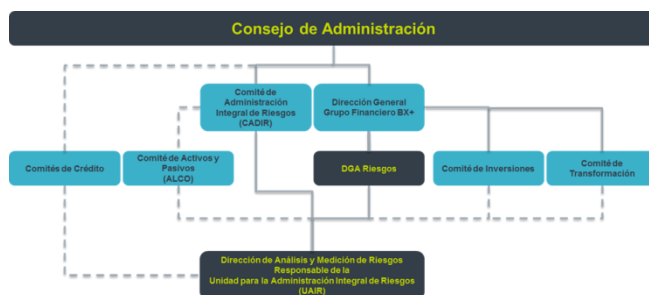 Consejo de Administración
Comité de
Administración
Integral de Riesgos
(CADIR)
Dirección General
Grupo Financiero BX+
Comités de Crédito
Comité de Activos y
Pasivos
(ALCO)
DGA Riesgos
Comité de Inversiones
Comité de
Transformación
Dirección de Análisis y Medición de Riesgos
Responsable de la
Unidad para la Administración Integral de Riesgos
(UAIR)